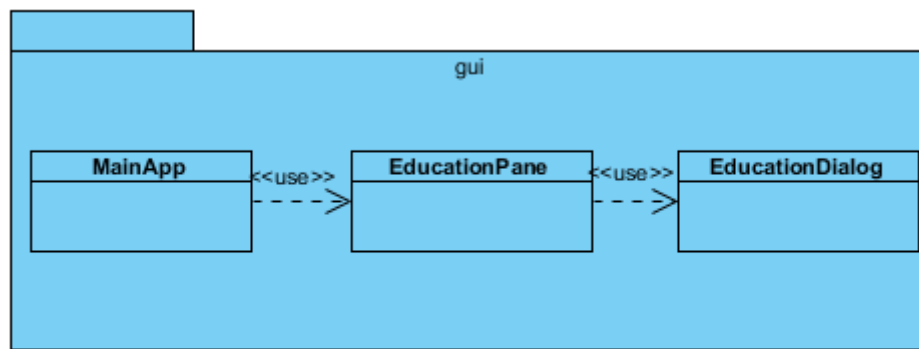 gui
MainApp
<<use>>
EducationPane
<<use>>
EducationDialog